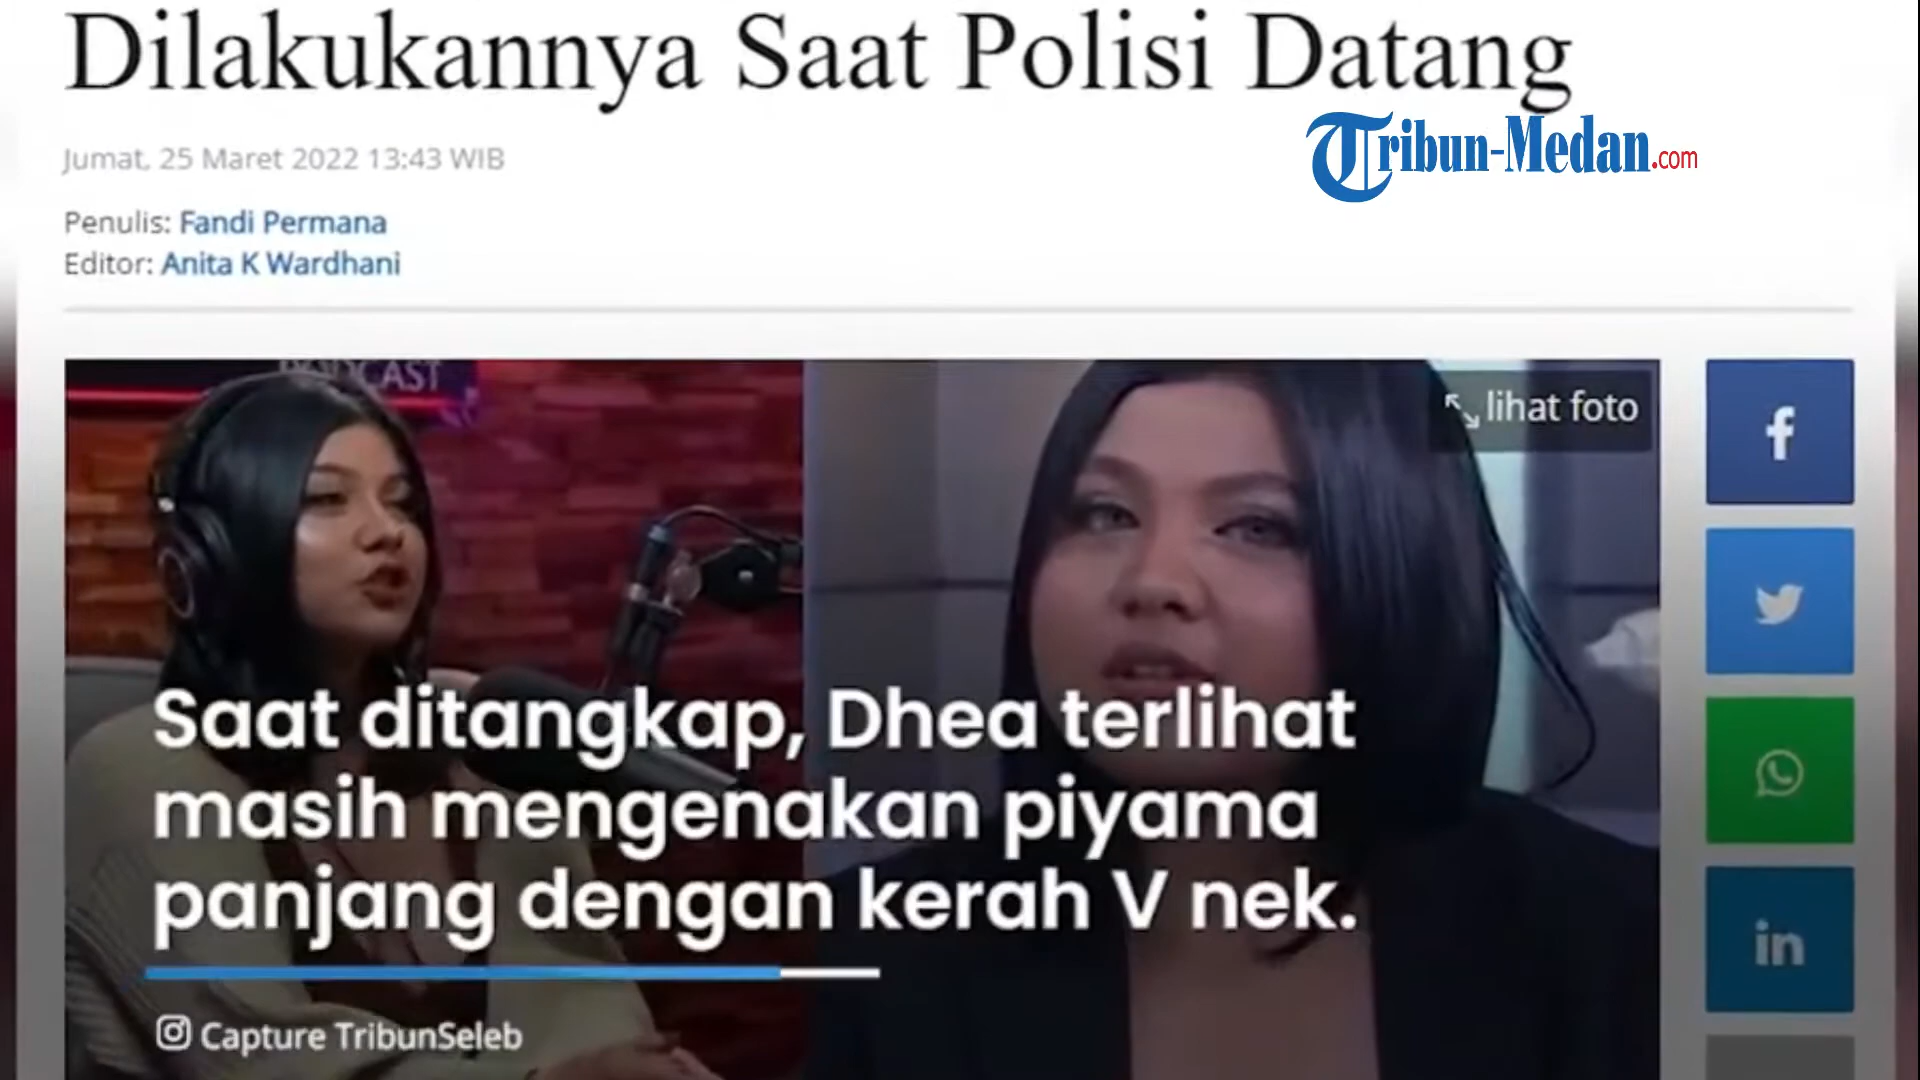 Dilakukannya Saat Polisi Datang
Tribun-Medan.com
Jumat, 25 Maret 2022 13:43 WIB
Penulis: Fandi Permana
Editor: Anita K Wardhani
PODCAST
lihat foto
Saat ditangkap, Dhea terlihat
masih mengenakan piyama
panjang dengan kerah V nek.
Capture TribunSeleb